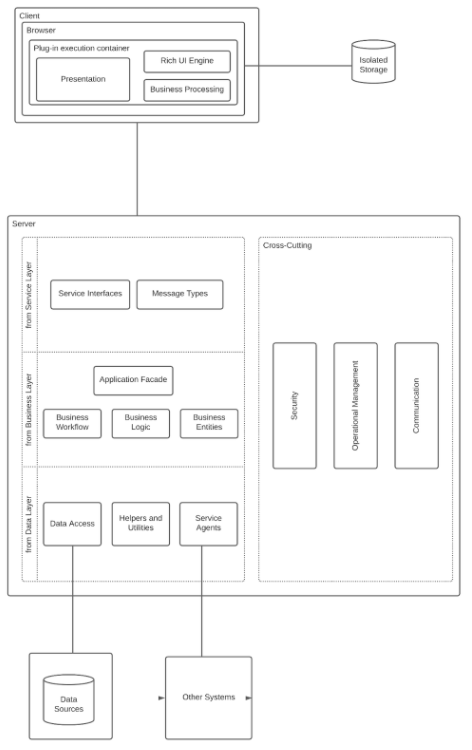 Client
Browser
Plug-in execution container
Presentation
Rich UI Engine
Business Processing
Isolated
Storage
Server
from Service Layer
Service Interfaces
Message Types
from Business Layer
Application Facade
Business
Workflow
Business
Logic
Business
Entities
from Data Layer
Data Access
Helpers and
Utilities
Service
Agents
Cross-Cutting
Security
Operational Management
Communication
Data
Sources
Other Systems